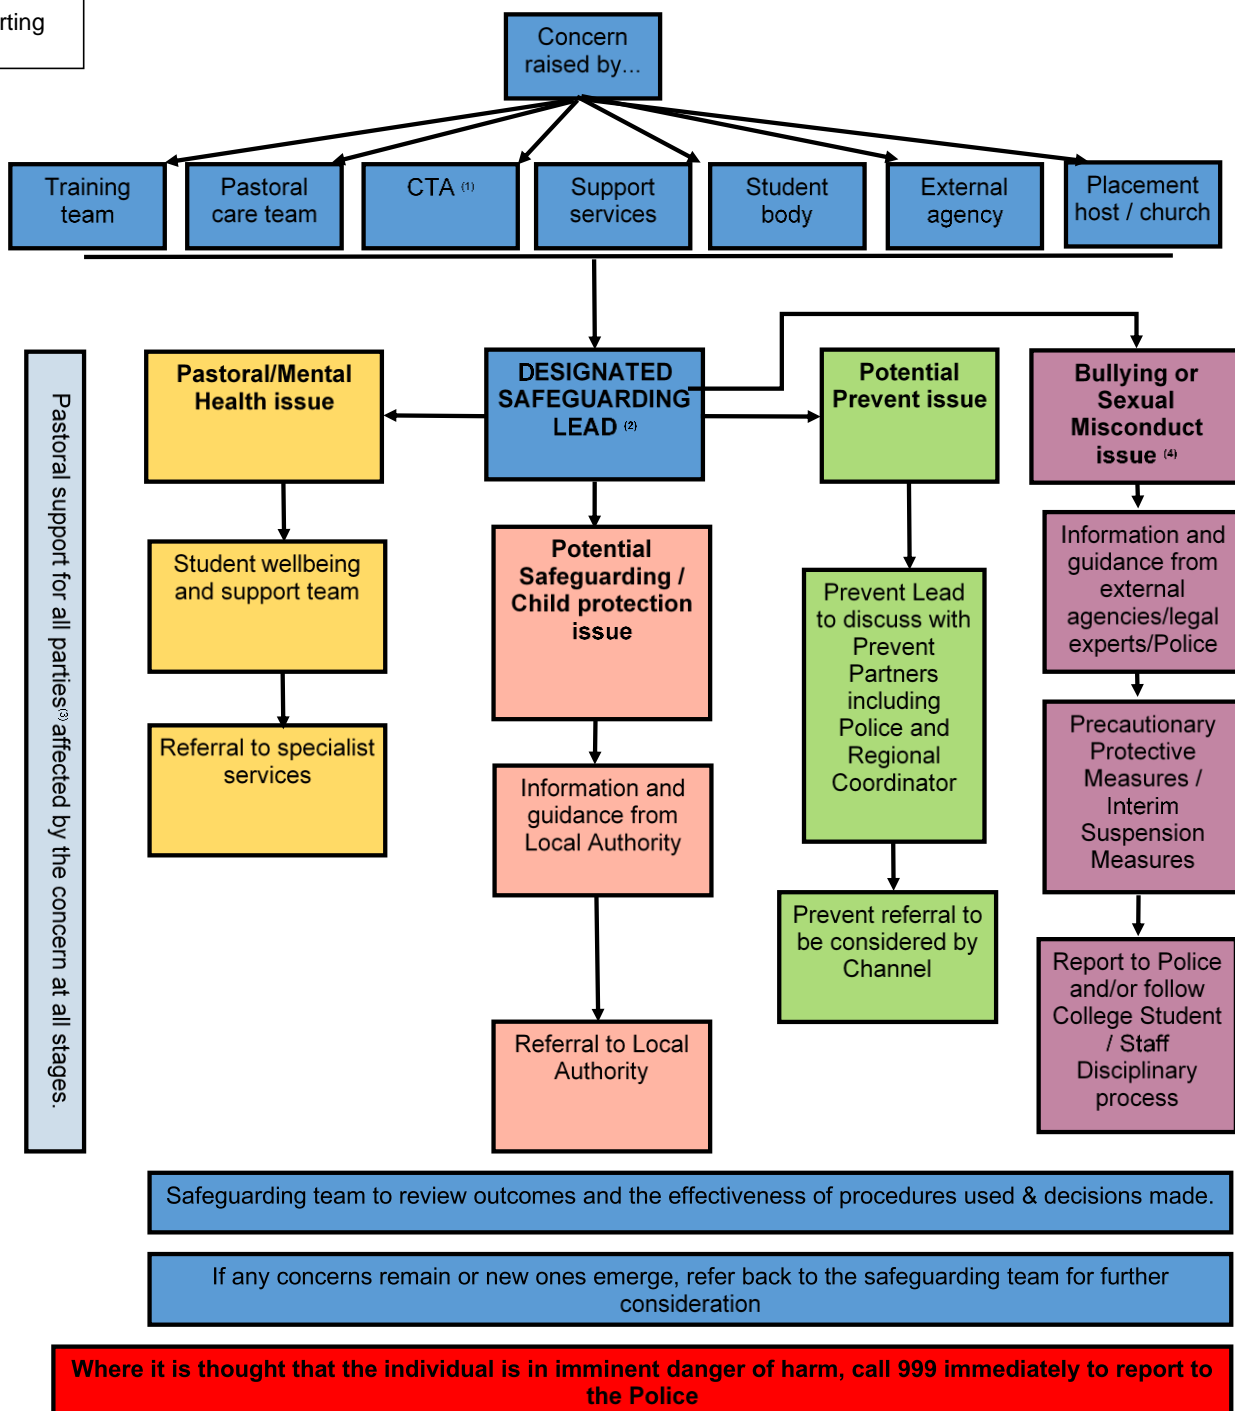 rting
Concern
raised by...
Training
team
Pastoral
care team
CTA (1)
Support
services
Student
body
External
agency
Placement
host / church
Pastoral support for all parties(3) affected by the concern at all stages.
Pastoral/Mental
Health issue
Student wellbeing
and support team
Referral to specialist
services
DESIGNATED
SAFEGUARDING
LEAD (2)
Potential
Safeguarding /
Child protection
issue
Information and
guidance from
Local Authority
Referral to Local
Authority
Potential
Prevent issue
Prevent Lead
to discuss with
Prevent
Partners
including
Police and
Regional
Coordinator
Prevent referral to
be considered by
Channel
Bullying or
Sexual
Misconduct
issue (4)
Information and
guidance from
external
agencies/legal
experts/Police
Precautionary
Protective
Measures /
Interim
Suspension
Measures
Report to Police
and/or follow
College Student
/ Staff
Disciplinary
process
Safeguarding team to review outcomes and the effectiveness of procedures used & decisions made.
If any concerns remain or new ones emerge, refer back to the safeguarding team for further
consideration
Where it is thought that the individual is in imminent danger of harm, call 999 immediately to report to
the Police